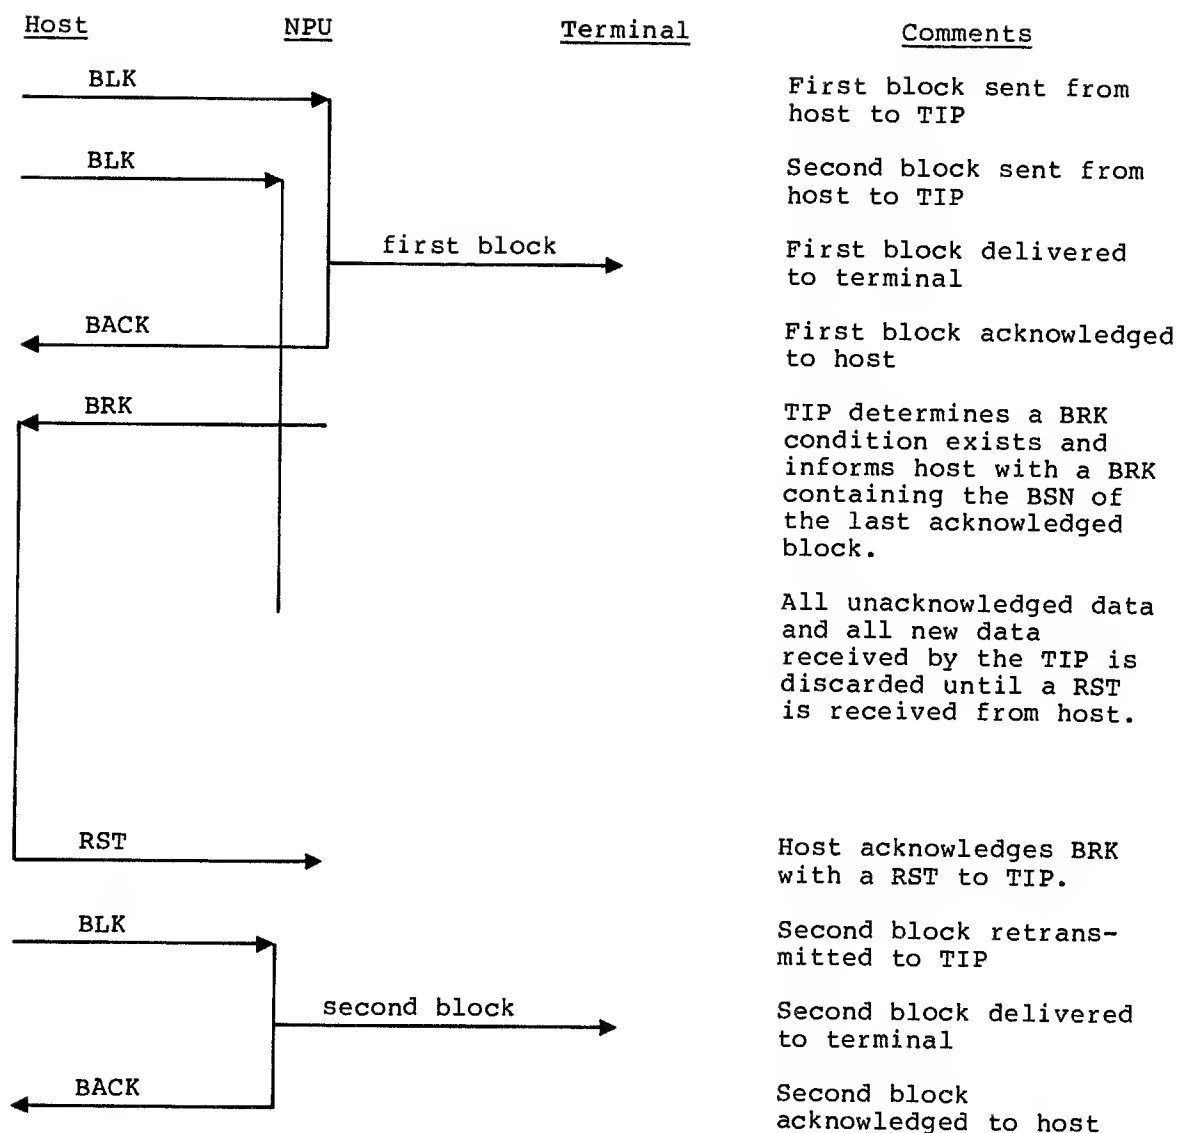 Host NPU Terminal Comments
BLK
First block sent from
host to TIP
BLK
Second block sent from
host to TIP
first block
First block delivered
to terminal
BACK
First block acknowledged
to host
BRK
TIP determines a BRK
condition exists and
informs host with a BRK
containing the BSN of
the last acknowledged
block.
All unacknowledged data
and all new data
received by the TIP is
discarded until a RST
is received from host.
RST
Host acknowledges BRK
with a RST to TIP.
BLK
Second block retrans-
mitted to TIP
second block
Second block delivered
to terminal
BACK
Second block
acknowledged to host